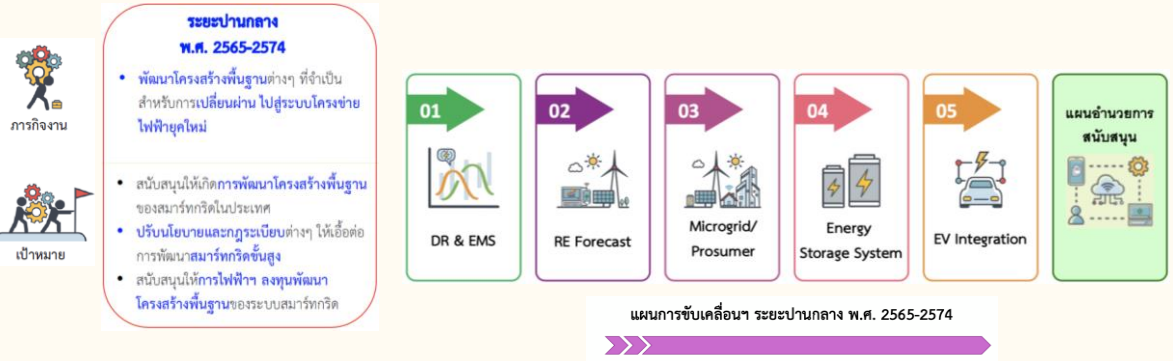 ระยะปานกลาง
พ.ศ. 2565-2574
ภารกิจงาน
• พัฒนาโครงสร้างพื้นฐานต่างๆ ที่จำเป็น
สำหรับการเปลี่ยนผ่าน ไปสู่ระบบโครงข่าย
ไฟฟ้ายุคใหม่
เป้าหมาย
• สนับสนุนให้เกิดการพัฒนาโครงสร้างพื้นฐาน
ของสมาร์ทกริดในประเทศ
• ปรับนโยบายและกฎระเบียบต่างๆ ให้เอื้อต่อ
การพัฒนาสมาร์ทกริดขั้นสูง
• สนับสนุนให้การไฟฟ้าฯ ลงทุนพัฒนา
โครงสร้างพื้นฐานของระบบสมาร์ทกริด
01
DR & EMS
02
RE Forecast
03
Microgrid/
Prosumer
04
Energy
Storage System
05
EV Integration
แผนอำนวยการ
สนับสนุน
แผนการขับเคลื่อนฯ ระยะปานกลาง พ.ศ. 2565-2574